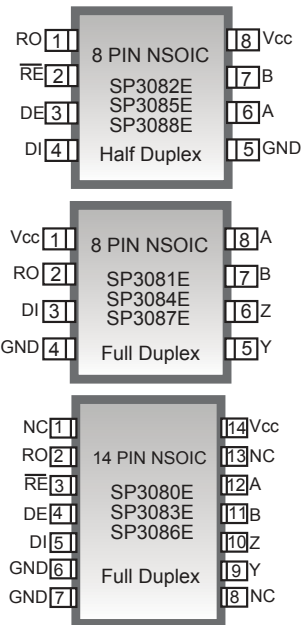 RO 1 8 Vcc
8 PIN NSOIC
R̅E̅ 2 7 B
SP3082E
SP3085E
DE 3 6 A
SP3088E
DI 4 Half Duplex 5 GND
Vcc 1 8 PIN NSOIC 8 A
RO 2 7 B
SP3081E
SP3084E
DI 3 6 Z
SP3087E
GND 4 Full Duplex 5 Y
NC 1 14 Vcc
RO 2 14 PIN NSOIC 13 NC
R̅E̅ 3 12 A
SP3080E
DE 4 SP3083E 11 B
SP3086E
DI 5 10 Z
GND 6 Full Duplex 9 Y
GND 7 8 NC